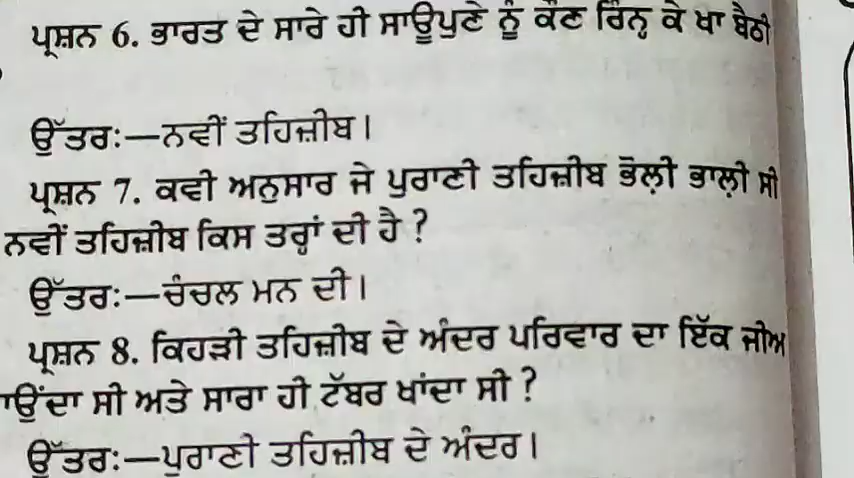 ਪ੍ਰਸ਼ਨ 6. ਭਾਰਤ ਦੇ ਸਾਰੇ ਹੀ ਸਾਊਪੁਣੇ ਨੂੰ ਕੌਣ ਰਿੰਨ੍ਹ ਕੇ ਖਾ ਬੈਠੀ
ਉੱਤਰ:—ਨਵੀਂ ਤਹਿਜ਼ੀਬ।
ਪ੍ਰਸ਼ਨ 7. ਕਵੀ ਅਨੁਸਾਰ ਜੇ ਪੁਰਾਣੀ ਤਹਿਜ਼ੀਬ ਭੋਲ਼ੀ ਭਾਲ਼ੀ ਸੀ
ਨਵੀਂ ਤਹਿਜ਼ੀਬ ਕਿਸ ਤਰ੍ਹਾਂ ਦੀ ਹੈ ?
ਉੱਤਰ:—ਚੰਚਲ ਮਨ ਦੀ।
ਪ੍ਰਸ਼ਨ 8. ਕਿਹੜੀ ਤਹਿਜ਼ੀਬ ਦੇ ਅੰਦਰ ਪਰਿਵਾਰ ਦਾ ਇੱਕ ਜੀਅ
ਸੀ ਅਤੇ ਸਾਰਾ ਹੀ ਟੱਬਰ ਖਾਂਦਾ ਸੀ ?
ਉੱਤਰ:—ਪੁਰਾਣੀ ਤਹਿਜ਼ੀਬ ਦੇ ਅੰਦਰ।